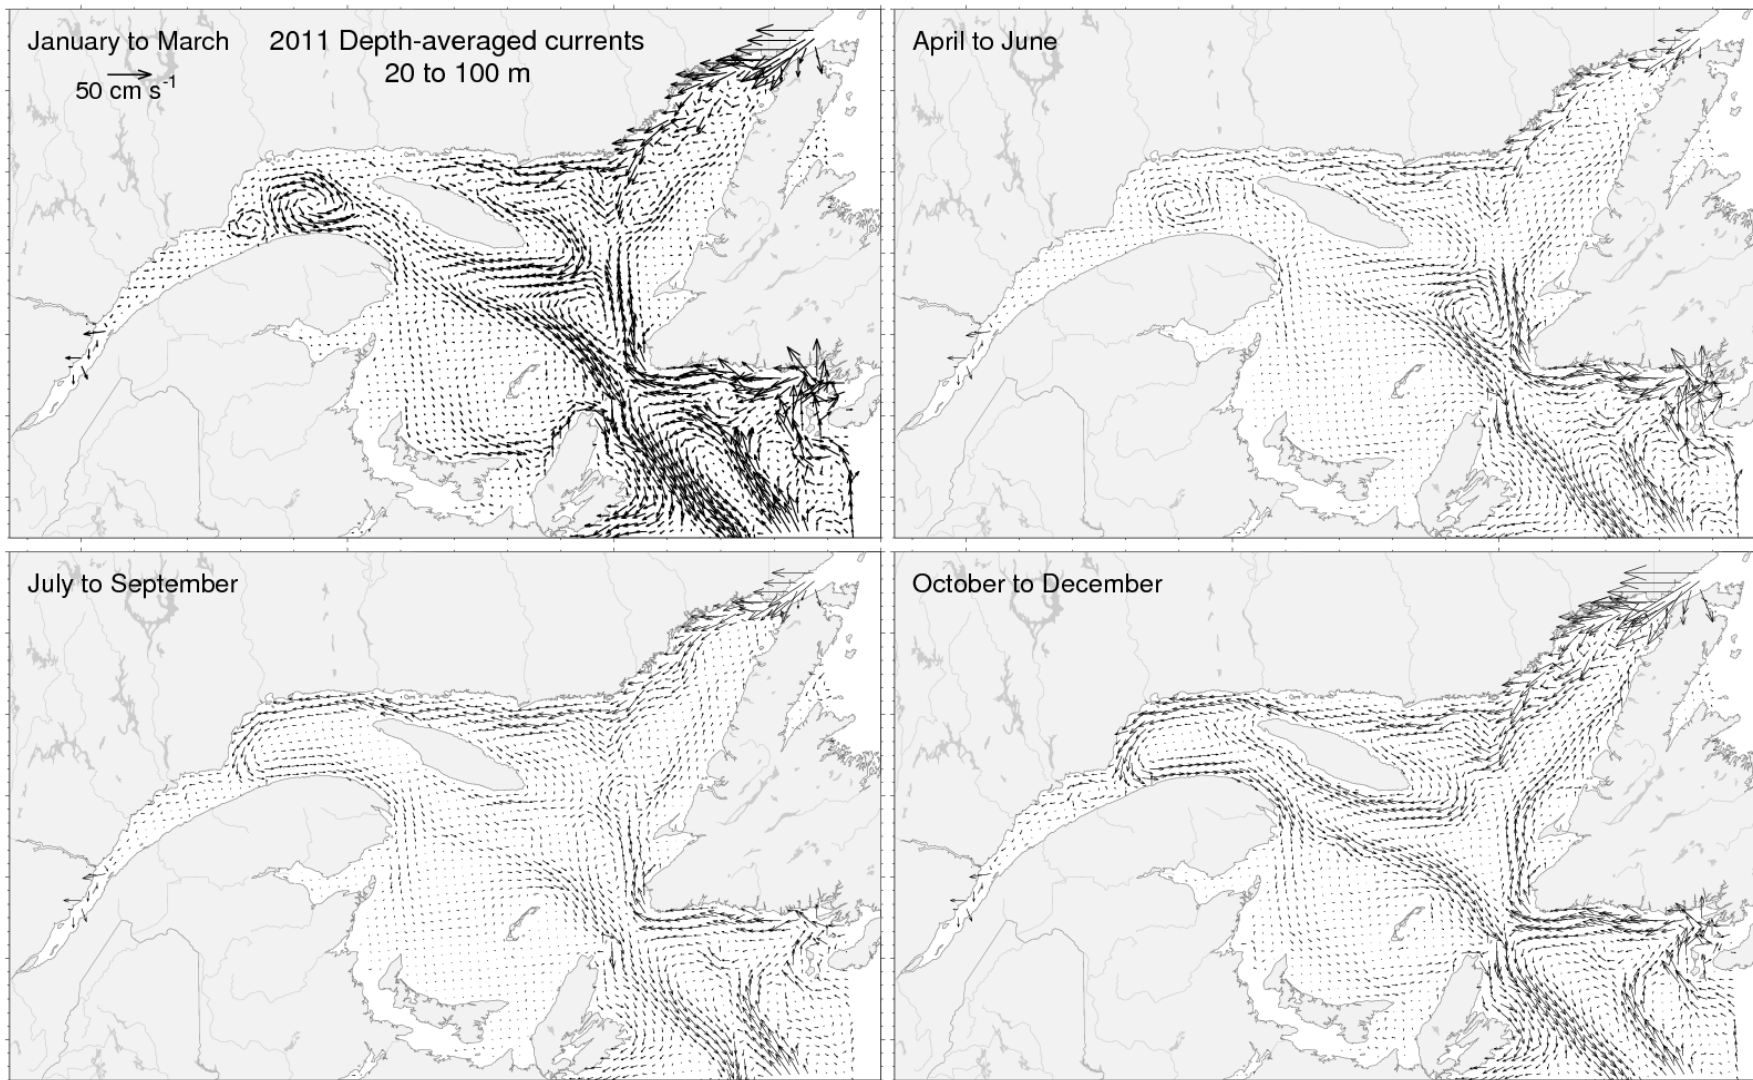 January to March
2011 Depth-averaged currents
20 to 100 m
50 cm s-1
April to June
July to September
October to December